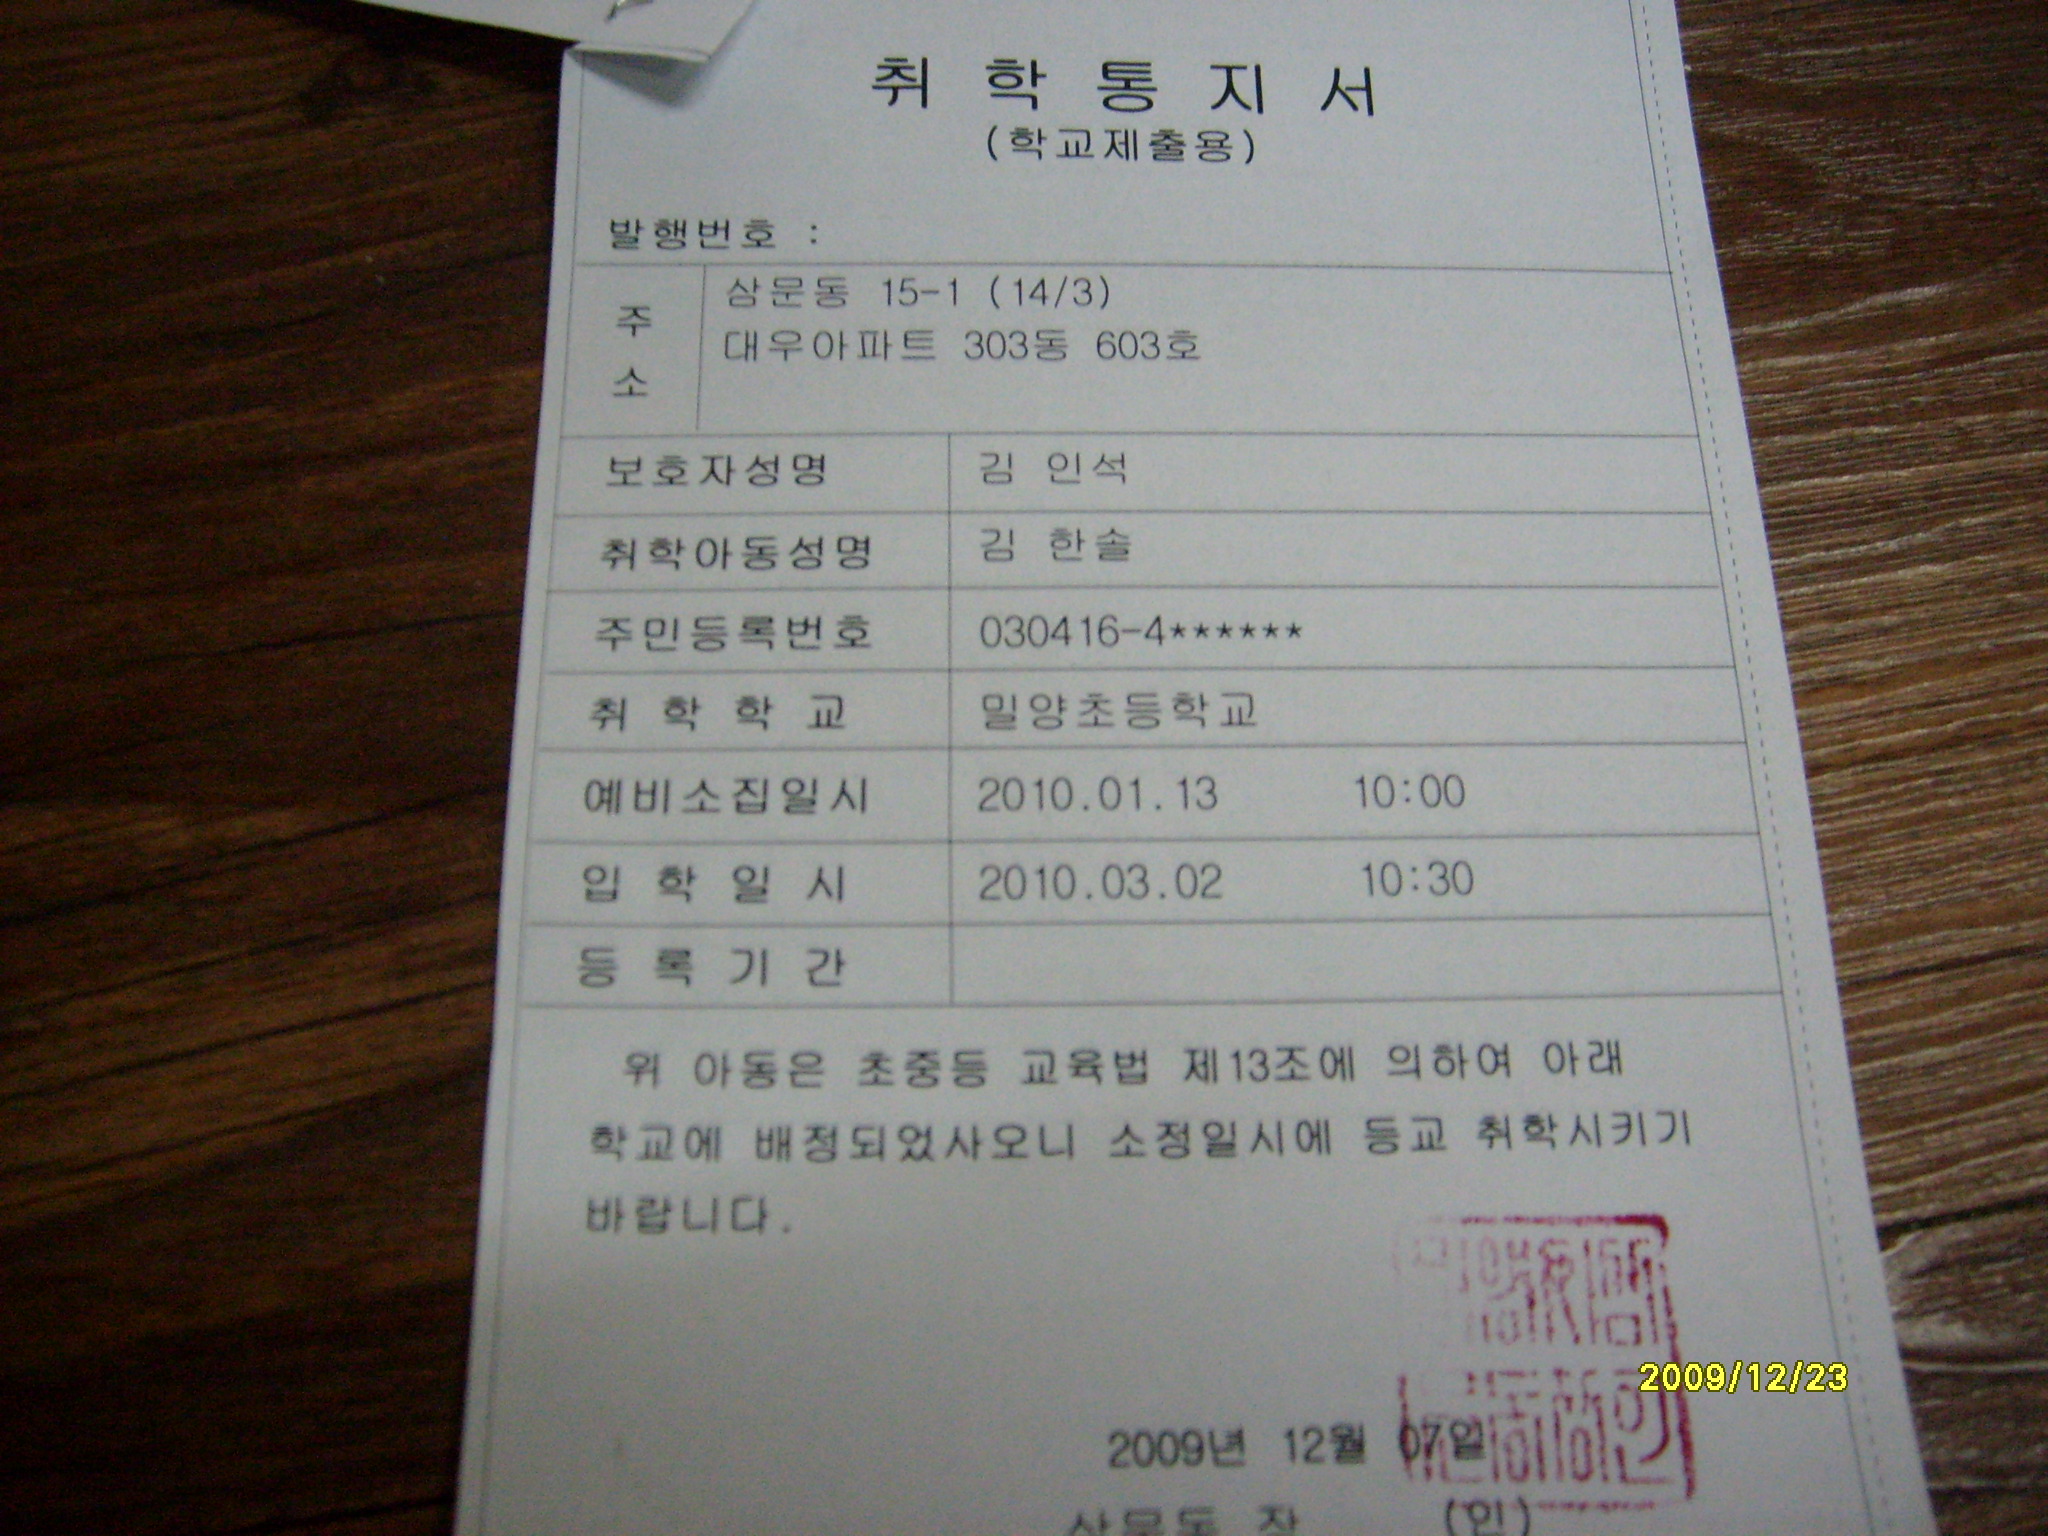 취 학 통 지 서
(학교제출용)
발행번호 :
주소 삼문동 15-1 (14/3)
대우아파트 303동 603호
보호자성명 김 인석
취학아동성명 김 한솔
주민등록번호 030416-4******
취 학 학 교 밀양초등학교
예비소집일시 2010.01.13 10:00
입 학 일 시 2010.03.02 10:30
등 록 기 간
위 아동은 초중등 교육법 제13조에 의하여 아래
학교에 배정되었사오니 소정일시에 등교 취학시키기
바랍니다.
2009/12/23
2009년 12월 07일
삼문동 장 (인)